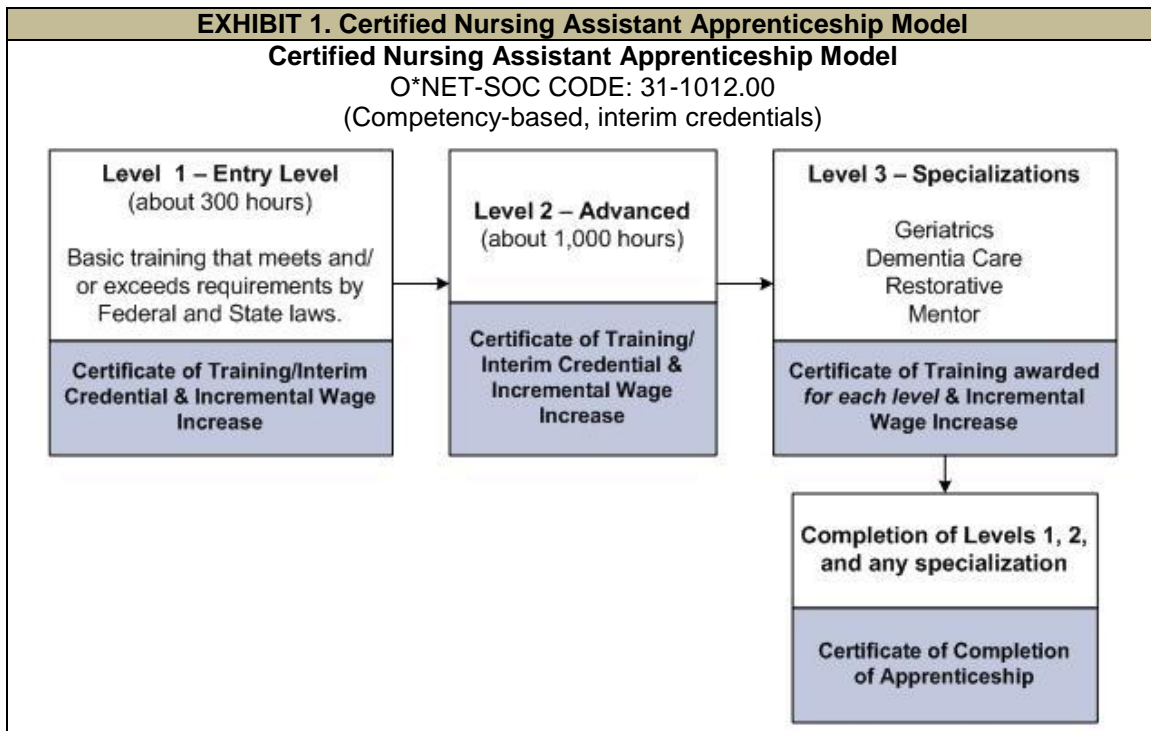 EXHIBIT 1. Certified Nursing Assistant Apprenticeship Model
Certified Nursing Assistant Apprenticeship Model
O*NET-SOC CODE: 31-1012.00
(Competency-based, interim credentials)
Level 1 – Entry Level
(about 300 hours)
Basic training that meets and/
or exceeds requirements by
Federal and State laws.
Certificate of Training/Interim
Credential & Incremental Wage
Increase
Level 2 – Advanced
(about 1,000 hours)
Certificate of Training/
Interim Credential &
Incremental Wage
Increase
Level 3 – Specializations
Geriatrics
Dementia Care
Restorative
Mentor
Certificate of Training awarded
for each level & Incremental
Wage Increase
Completion of Levels 1, 2,
and any specialization
Certificate of Completion
of Apprenticeship